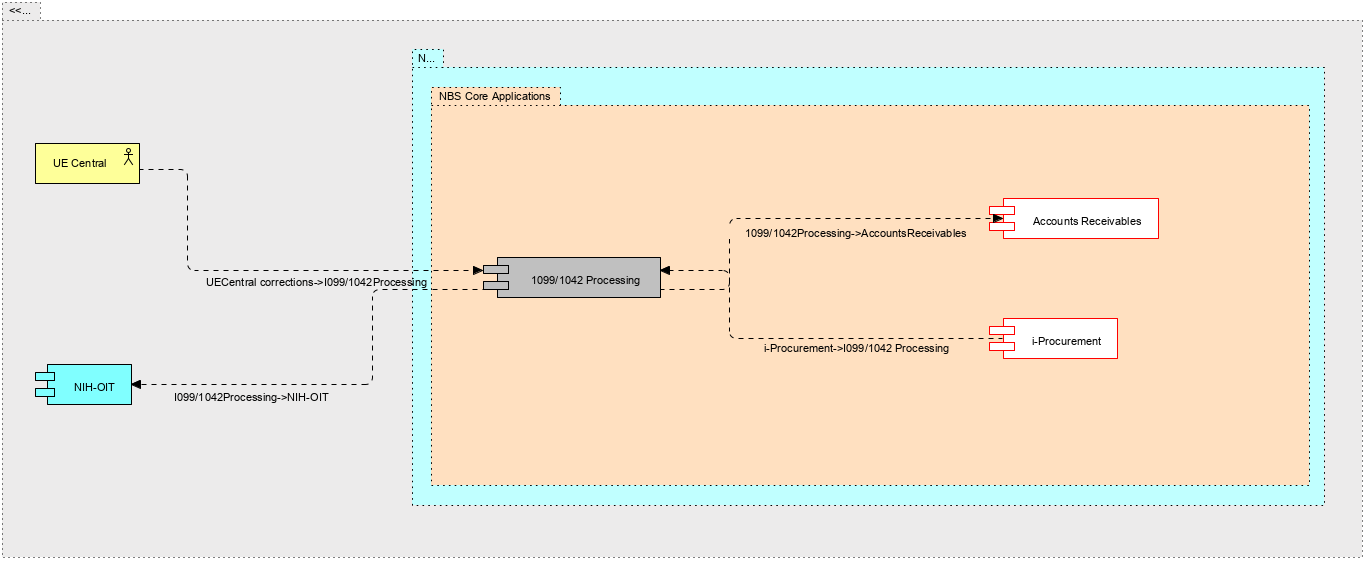 <<...
N...
NBS Core Applications
UE Central
Accounts Receivables
1099/1042Processing->AccountsReceivables
1099/1042 Processing
UECentral corrections->I099/1042Processing
i-Procurement
i-Procurement->I099/1042 Processing
NIH-OIT
I099/1042Processing->NIH-OIT